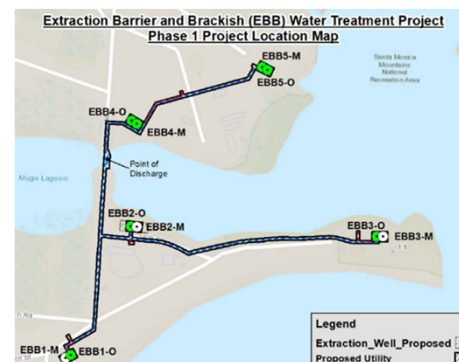 Extraction Barrier and Brackish (EBB) Water Treatment Project
Phase 1 Project Location Map
EBB5-M
EBB5-O
Santa Monica
Mountains
National
Recreation Area
EBB4-O
EBB4-M
Point of
Discharge
Mugu Lagoon
EBB2-O
EBB2-M
EBB3-O
EBB3-M
EBB1-M
EBB1-O
Legend
Extraction_Well_Proposed
Proposed Utility